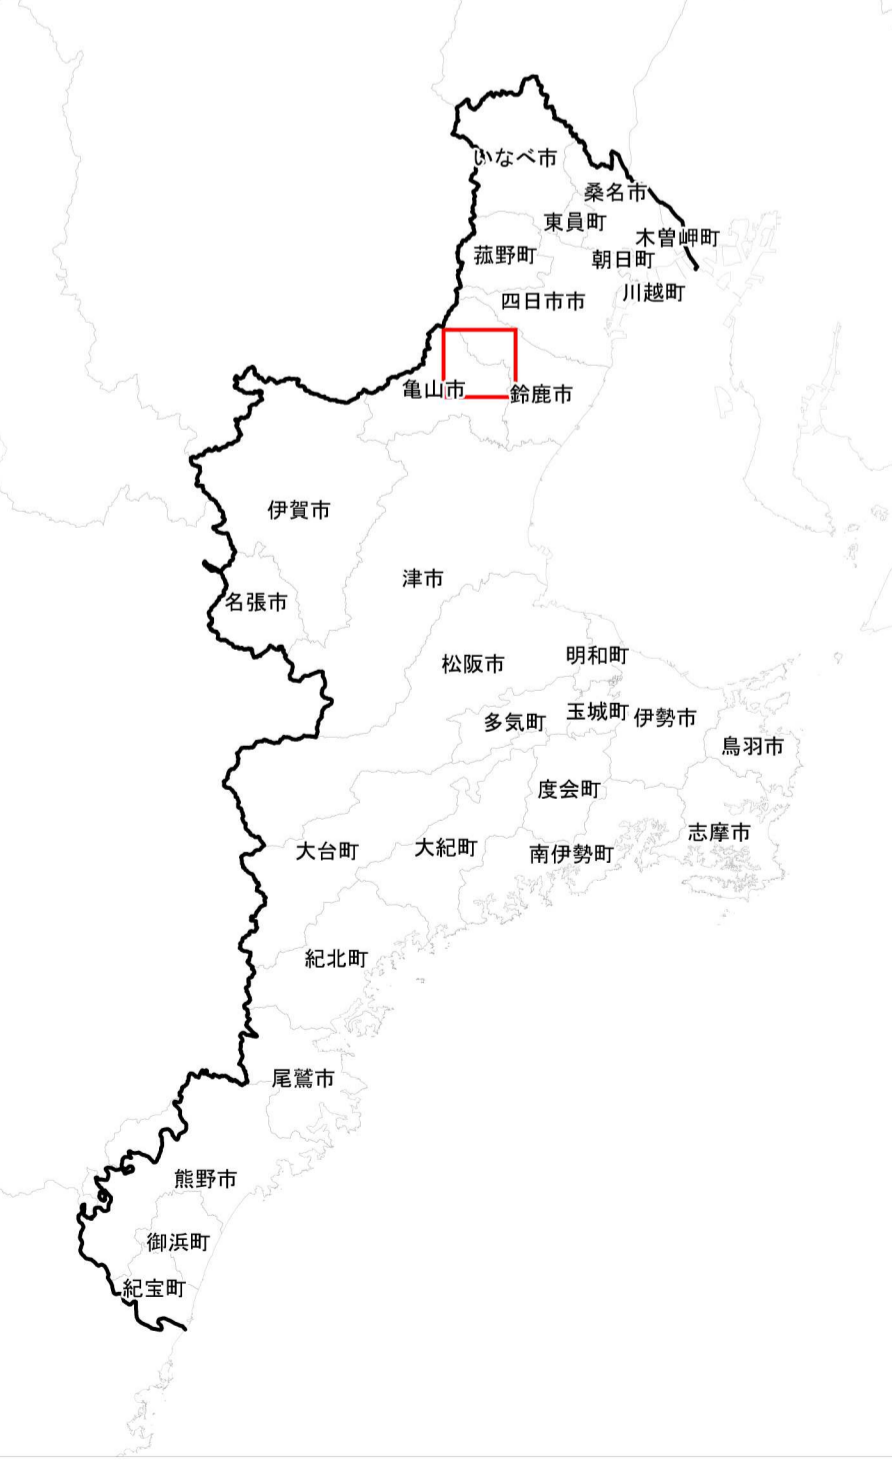 いなべ市
桑名市
東員町
木曽岬町
菰野町
朝日町
川越町
四日市市
亀山市
鈴鹿市
伊賀市
津市
名張市
松阪市
明和町
多気町
玉城町
伊勢市
鳥羽市
度会町
志摩市
大台町
大紀町
南伊勢町
紀北町
尾鷲市
熊野市
御浜町
紀宝町